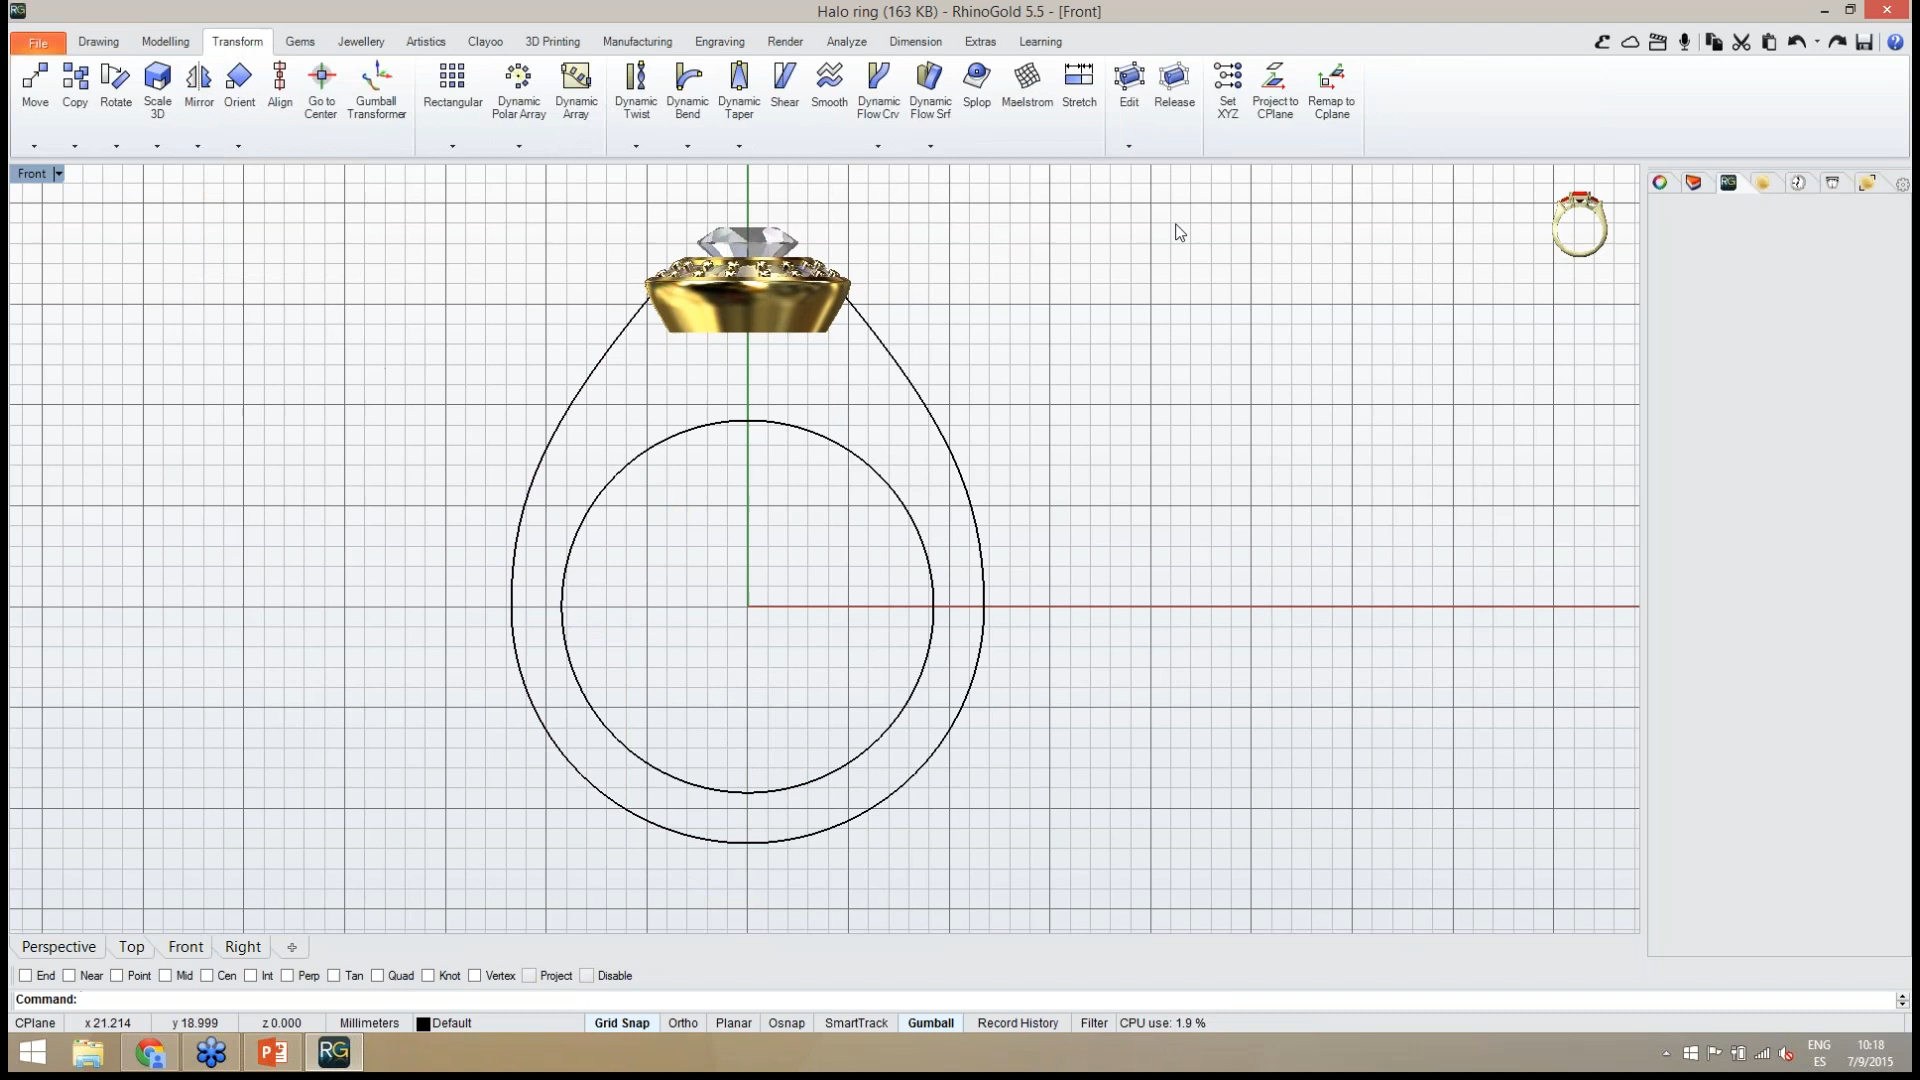 RG
Halo ring (163 KB) - RhinoGold 5.5 - [Front]
File Drawing Modelling Transform Gems Jewellery Artistics Clayoo 3D Printing Manufacturing Engraving Render Analyze Dimension Extras Learning
Move Copy Rotate Scale 3D Mirror Orient Align Go to Center Gumball Transformer Rectangular Dynamic Polar Array Dynamic Array Dynamic Twist Dynamic Bend Dynamic Taper Shear Smooth Dynamic Flow Crv Dynamic Flow Srf Splop Maelstrom Stretch Edit Release Set XYZ Project to CPlane Remap to Cplane
Front
RG
Perspective Top Front Right
End Near Point Mid Cen Int Perp Tan Quad Knot Vertex Project Disable
Command:
CPlane x 21.214 y 18.999 z 0.000 Millimeters Default Grid Snap Ortho Planar Osnap SmartTrack Gumball Record History Filter CPU use: 1.9 %
RG
ENG 10:18
ES 7/9/2015